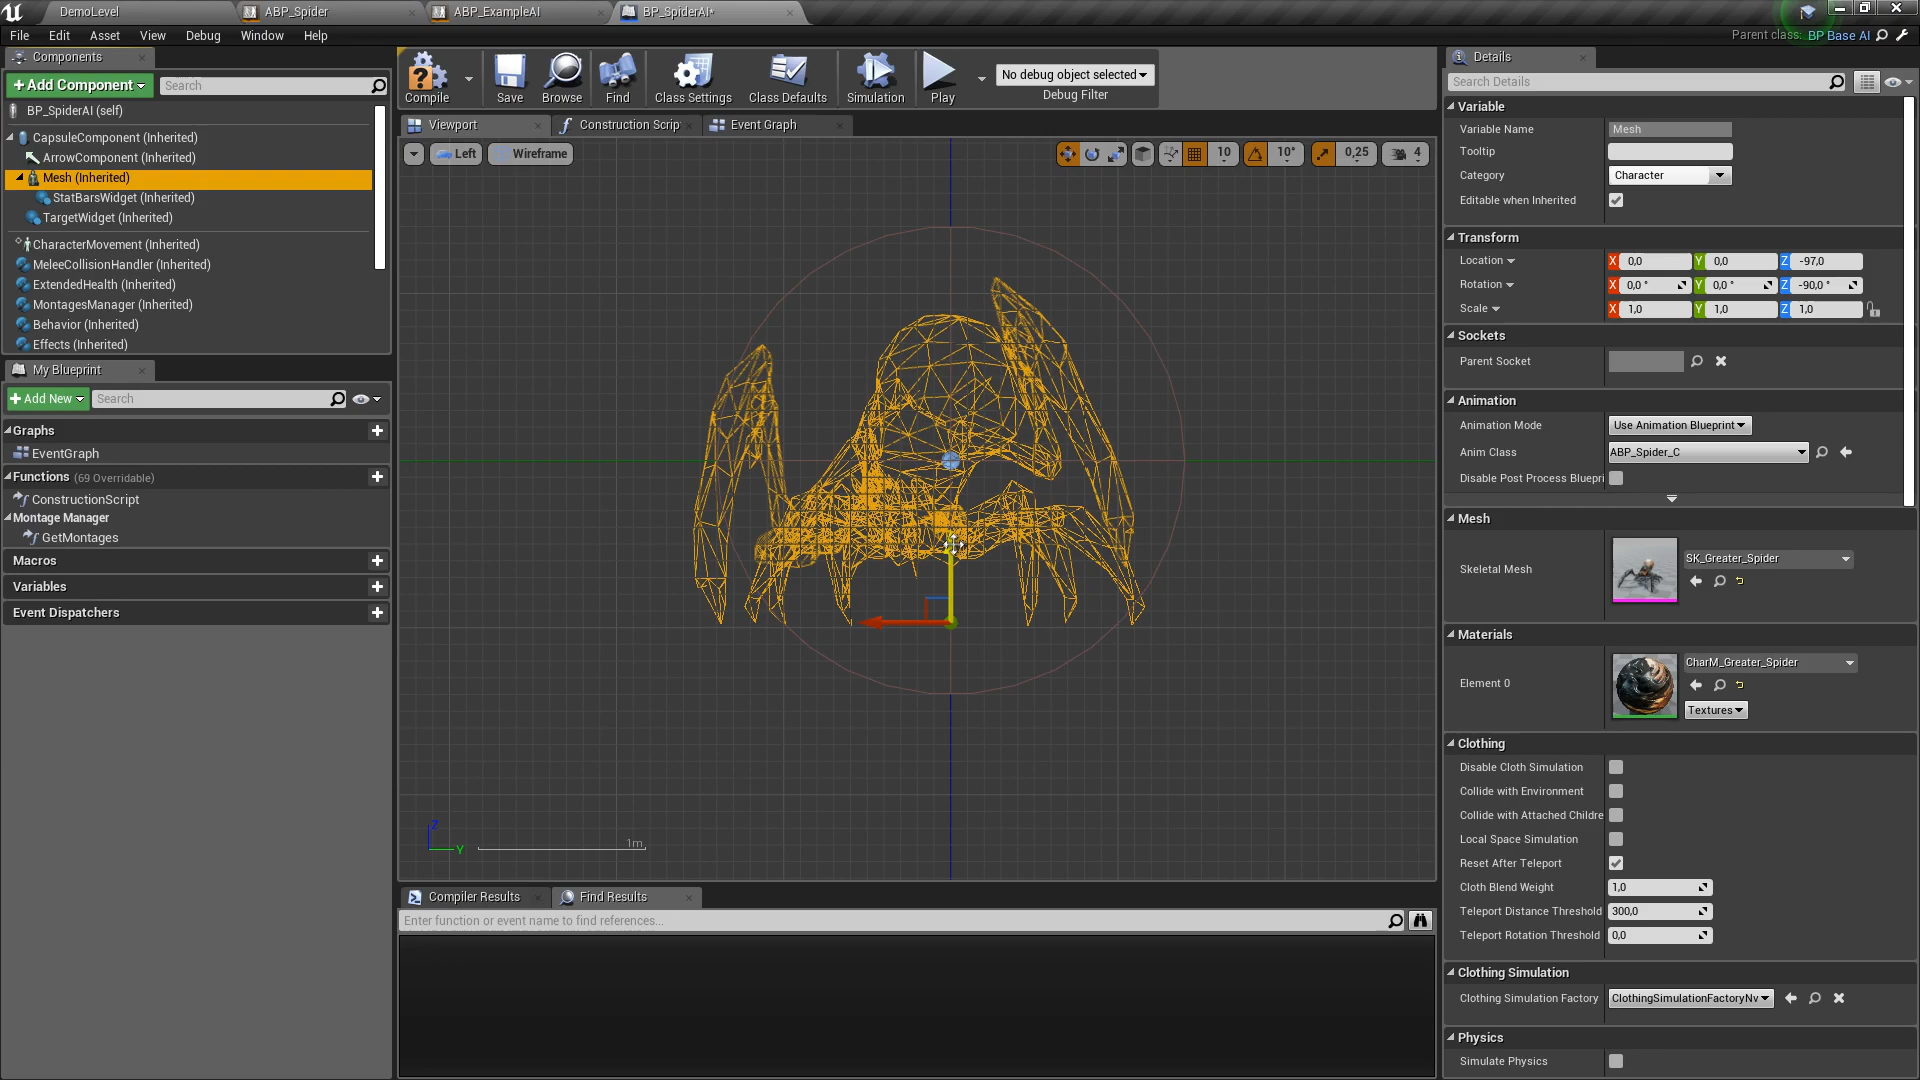 DemoLevel
ABP_Spider
ABP_ExampleAI
BP_SpiderAI*
File Edit Asset View Debug Window Help
Parent class: BP Base AI
Components
+ Add Component
Search
BP_SpiderAI (self)
CapsuleComponent (Inherited)
ArrowComponent (Inherited)
Mesh (Inherited)
StatBarsWidget (Inherited)
TargetWidget (Inherited)
CharacterMovement (Inherited)
MeleeCollisionHandler (Inherited)
ExtendedHealth (Inherited)
MontagesManager (Inherited)
Behavior (Inherited)
Effects (Inherited)
My Blueprint
+ Add New
Search
Graphs
EventGraph
Functions (69 Overridable)
ConstructionScript
Montage Manager
GetMontages
Macros
Variables
Event Dispatchers
Compile
Save
Browse
Find
Class Settings
Class Defaults
Simulation
Play
No debug object selected
Debug Filter
Viewport
Construction Scrip
Event Graph
Left
Wireframe
10
10°
0,25
4
Z
Y
1m
Compiler Results
Find Results
Enter function or event name to find references...
Details
Search Details
Variable
Variable Name Mesh
Tooltip
Category Character
Editable when Inherited
Transform
Location X 0,0 Y 0,0 Z -97,0
Rotation X 0,0 ° Y 0,0 ° Z -90,0 °
Scale X 1,0 Y 1,0 Z 1,0
Sockets
Parent Socket
Animation
Animation Mode Use Animation Blueprint
Anim Class ABP_Spider_C
Disable Post Process Bluepri
Mesh
Skeletal Mesh SK_Greater_Spider
Materials
Element 0 CharM_Greater_Spider
Textures
Clothing
Disable Cloth Simulation
Collide with Environment
Collide with Attached Childre
Local Space Simulation
Reset After Teleport
Cloth Blend Weight 1,0
Teleport Distance Threshold 300,0
Teleport Rotation Threshold 0,0
Clothing Simulation
Clothing Simulation Factory ClothingSimulationFactoryNv
Physics
Simulate Physics